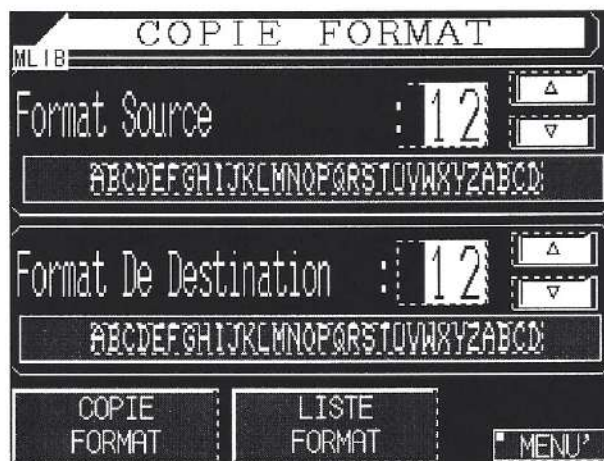 COPIE FORMAT
MLIB
Format Source : 12
ABCDEFGHIJKLMNOPQRSTUVWXYZABCD
Format De Destination : 12
ABCDEFGHIJKLMNOPQRSTUVWXYZABCD
COPIE FORMAT
LISTE FORMAT
MENU'